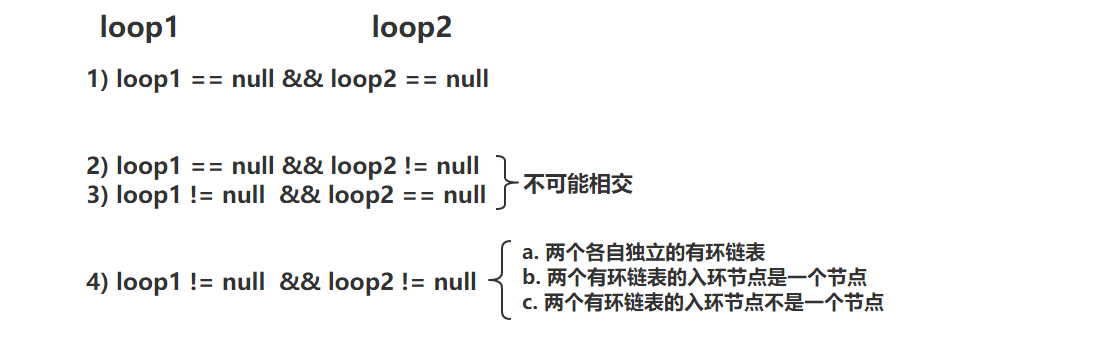 loop1 loop2
1) loop1 == null && loop2 == null
2) loop1 == null && loop2 != null
3) loop1 != null && loop2 == null
不可能相交
4) loop1 != null && loop2 != null
a. 两个各自独立的有环链表
b. 两个有环链表的入环节点是一个节点
c. 两个有环链表的入环节点不是一个节点